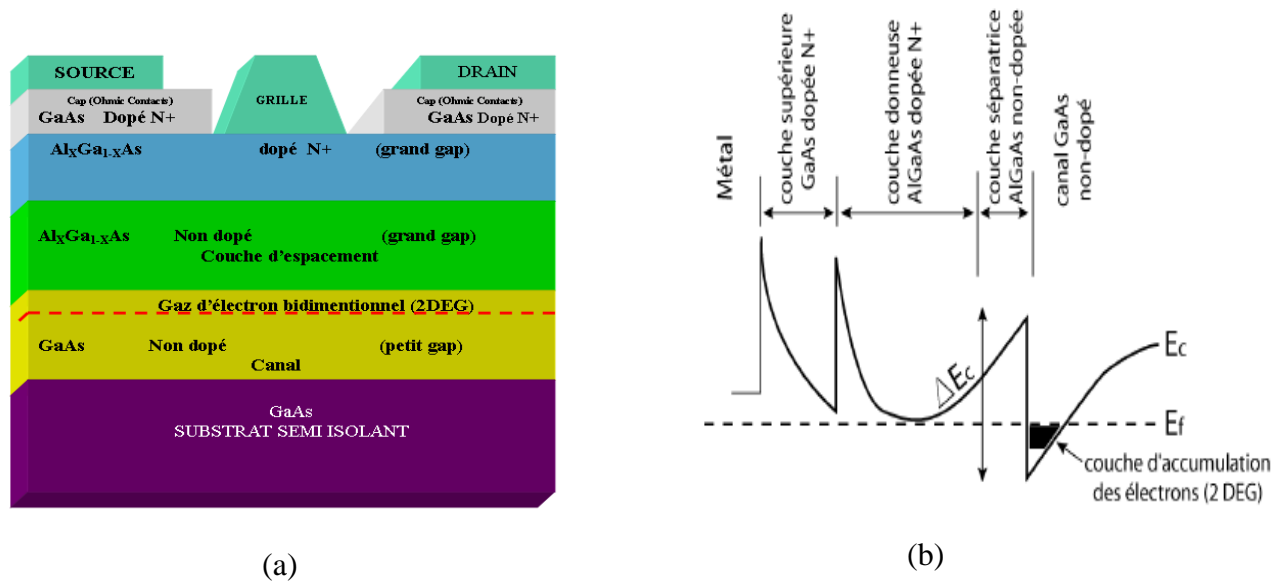 SOURCE
DRAIN
GRILLE
Cap (Ohmic Contacts)
GaAs Dopé N+
Cap (Ohmic Contacts)
GaAs Dopé N+
AlXGa1-XAs dopé N+ (grand gap)
AlXGa1-XAs Non dopé (grand gap)
Couche d'espacement
Gaz d'électron bidimentionnel (2DEG)
GaAs Non dopé (petit gap)
Canal
GaAs
SUBSTRAT SEMI ISOLANT
(a)
Métal
couche supérieure
GaAs dopée N+
couche donneuse
AlGaAs dopée N+
couche séparatrice
AlGaAs non-dopée
canal GaAs
non-dopé
ΔEc
Ec
Ef
couche d'accumulation
des électrons (2 DEG)
(b)